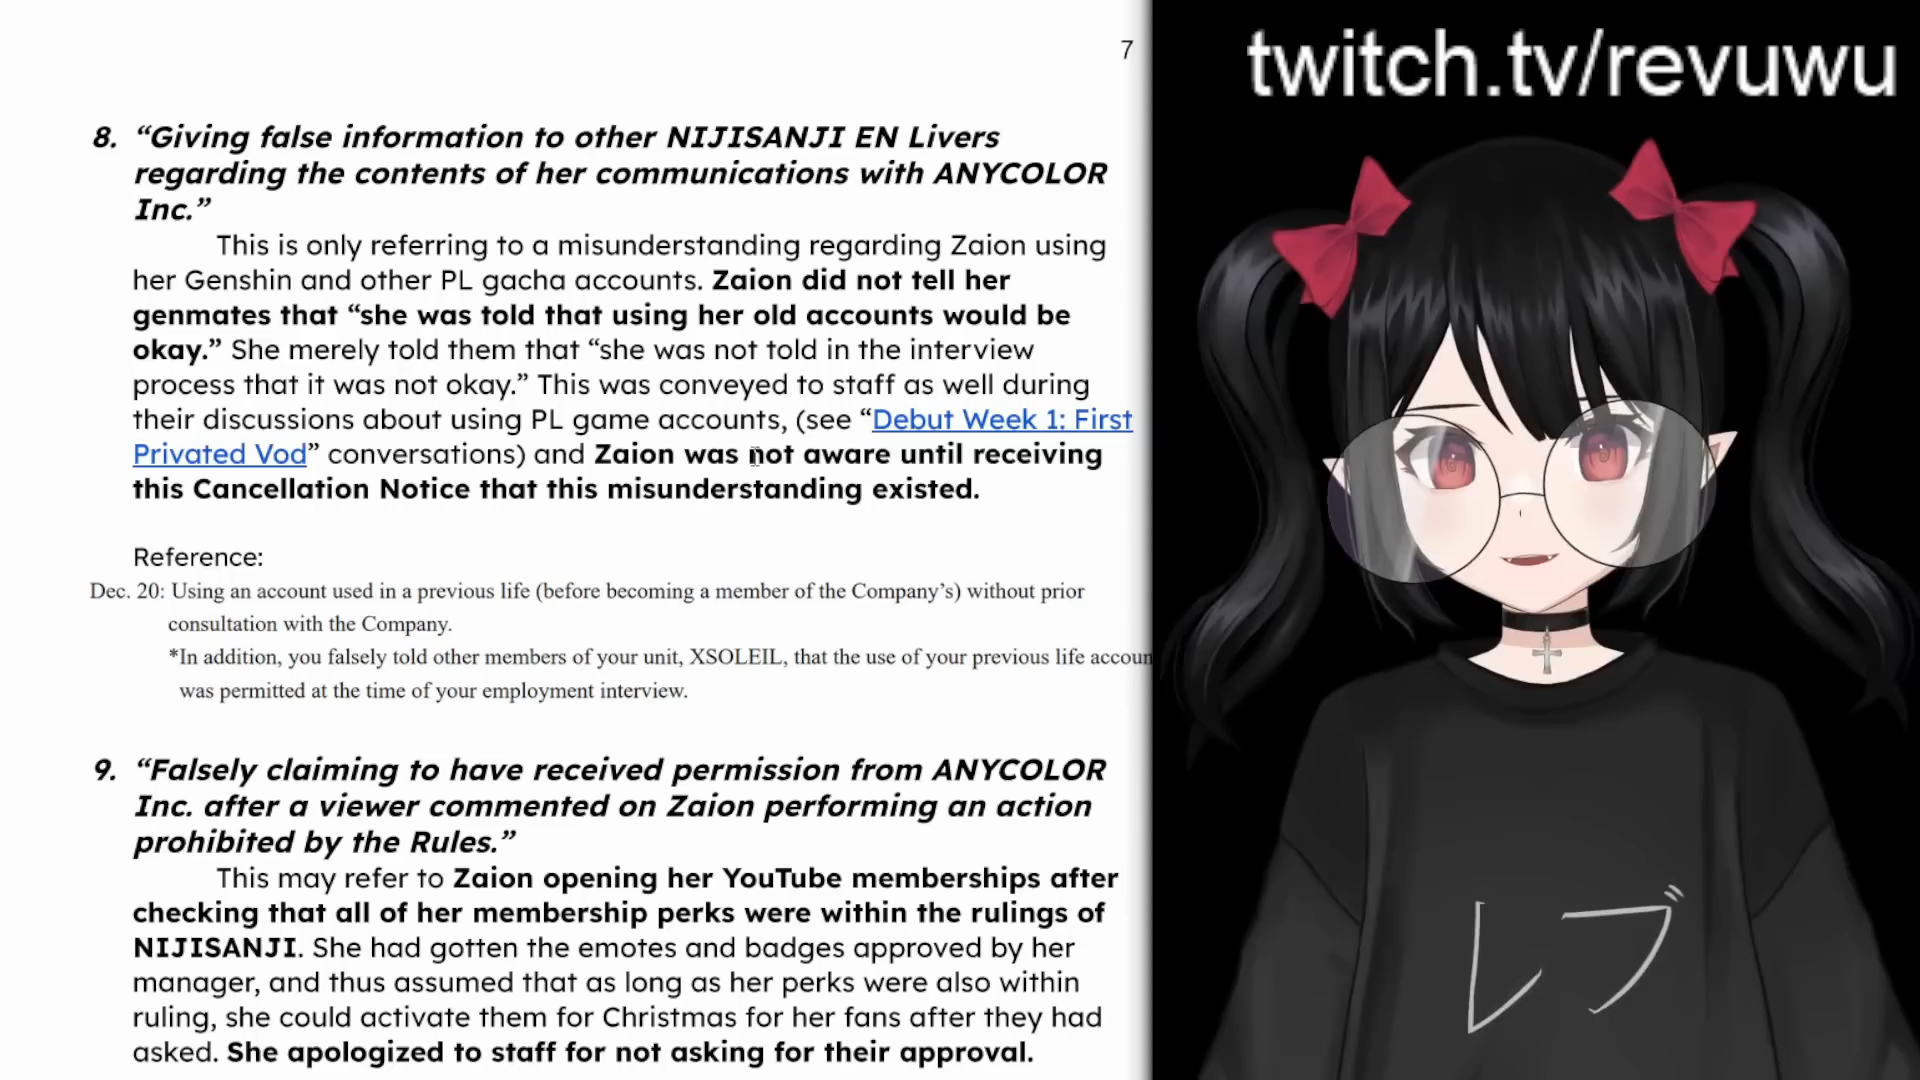 7
twitch.tv/revuwu
8. “Giving false information to other NIJISANJI EN Livers
regarding the contents of her communications with ANYCOLOR
Inc.”
This is only referring to a misunderstanding regarding Zaion using
her Genshin and other PL gacha accounts. Zaion did not tell her
genmates that “she was told that using her old accounts would be
okay.” She merely told them that “she was not told in the interview
process that it was not okay.” This was conveyed to staff as well during
their discussions about using PL game accounts, (see “Debut Week 1: First
Privated Vod” conversations) and Zaion was not aware until receiving
this Cancellation Notice that this misunderstanding existed.
Reference:
Dec. 20: Using an account used in a previous life (before becoming a member of the Company’s) without prior
consultation with the Company.
*In addition, you falsely told other members of your unit, XSOLEIL, that the use of your previous life accoun
was permitted at the time of your employment interview.
9. “Falsely claiming to have received permission from ANYCOLOR
Inc. after a viewer commented on Zaion performing an action
prohibited by the Rules.”
This may refer to Zaion opening her YouTube memberships after
checking that all of her membership perks were within the rulings of
NIJISANJI. She had gotten the emotes and badges approved by her
manager, and thus assumed that as long as her perks were also within
ruling, she could activate them for Christmas for her fans after they had
asked. She apologized to staff for not asking for their approval.
レブ